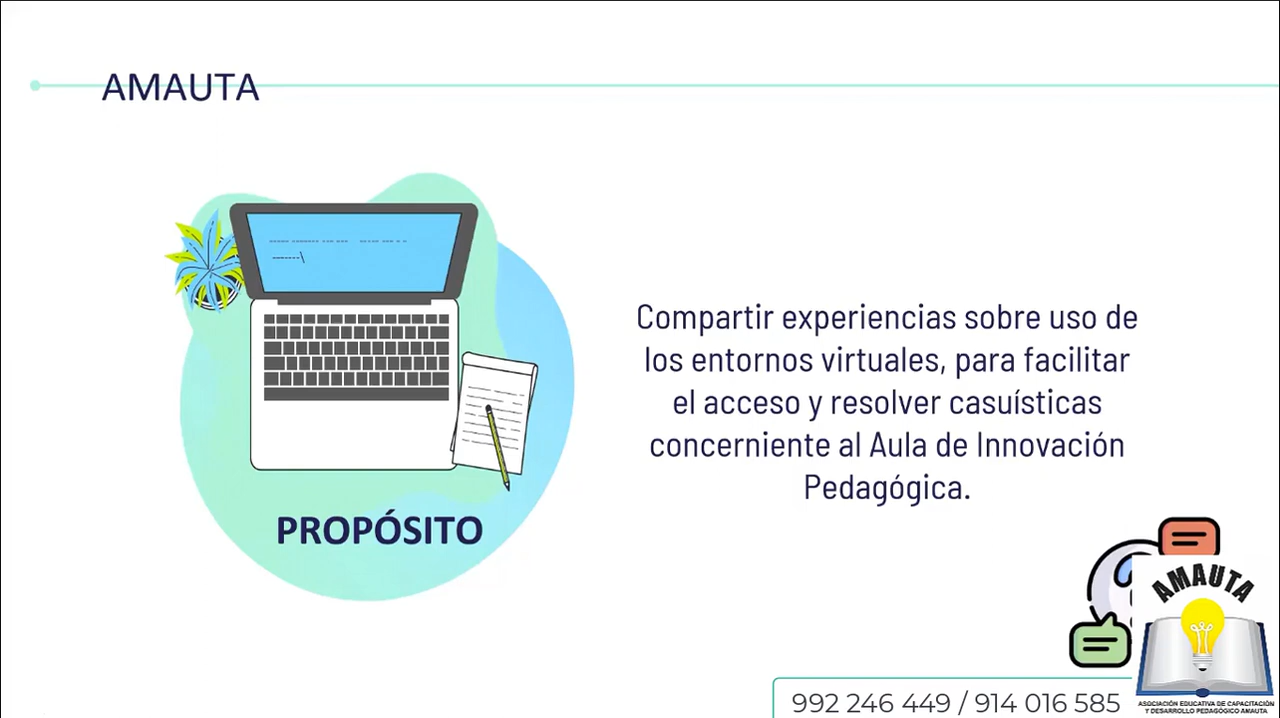 AMAUTA
Compartir experiencias sobre uso de
los entornos virtuales, para facilitar
el acceso y resolver casuísticas
concerniente al Aula de Innovación
Pedagógica.
PROPÓSITO
AMAUTA
992 246 449 / 914 016 585
ASOCIACIÓN EDUCATIVA DE CAPACITACIÓN
Y DESARROLLO PEDAGÓGICO AMAUTA